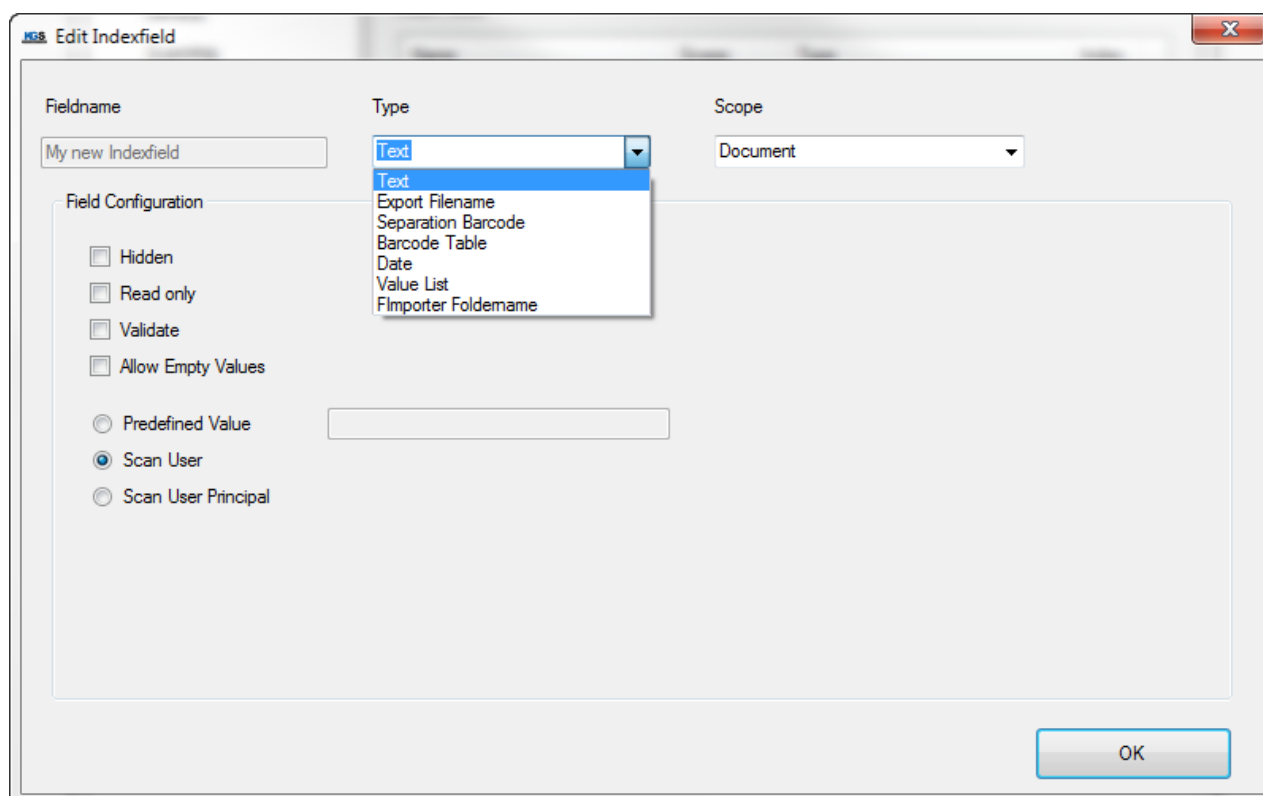 MGS Edit Indexfield
Fieldname Type Scope
My new Indexfield Text Document
Text
Export Filename
Separation Barcode
Barcode Table
Date
Value List
FImporter Foldername
Field Configuration
Hidden
Read only
Validate
Allow Empty Values
Predefined Value
Scan User
Scan User Principal
OK